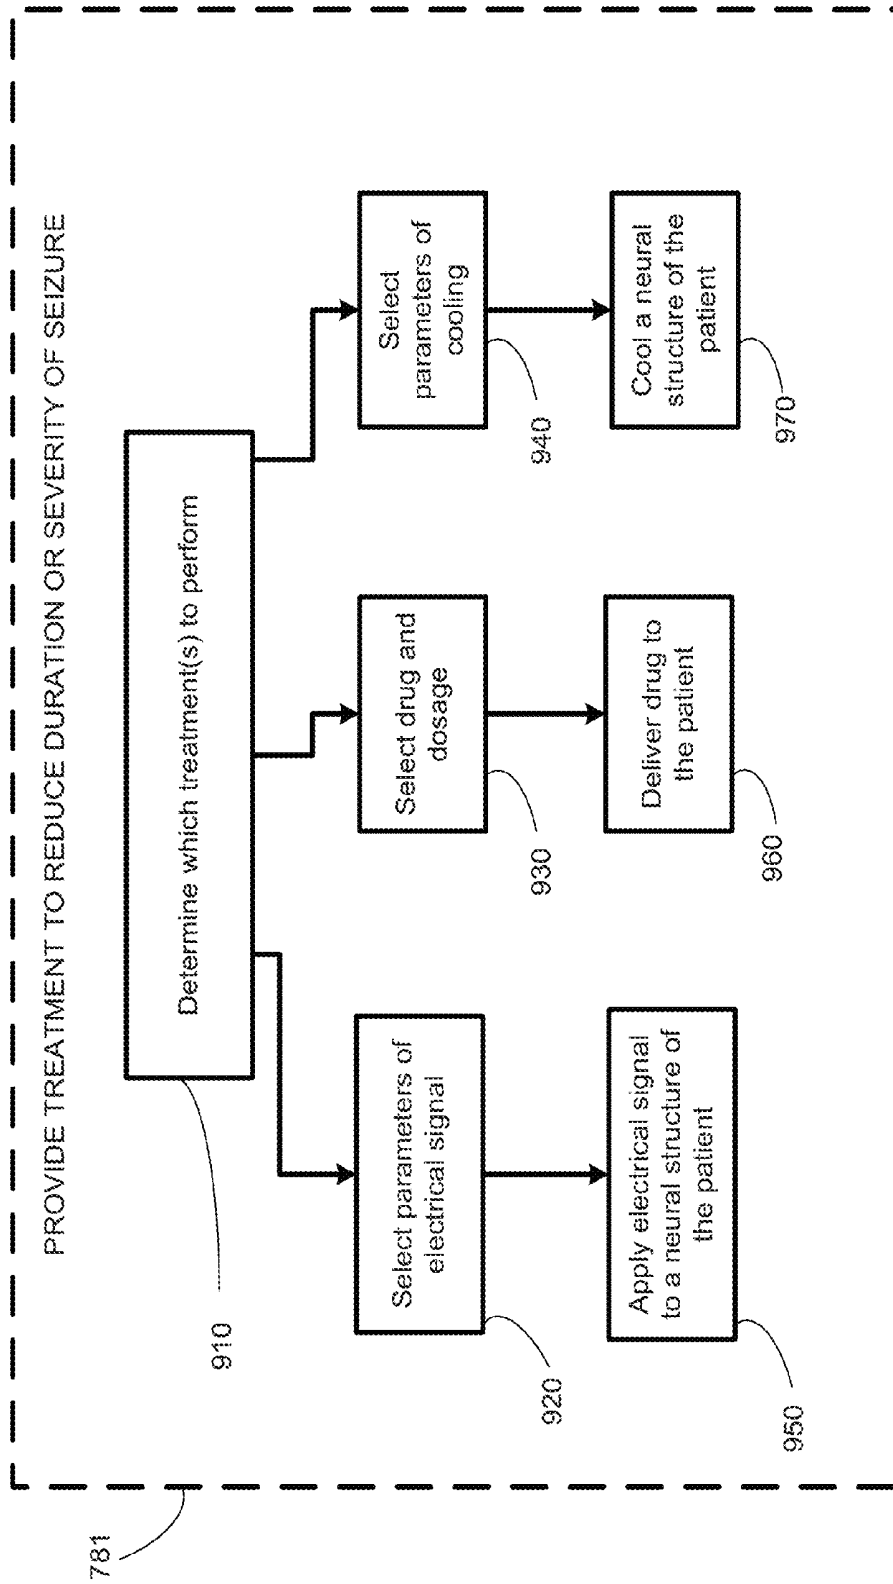 781
PROVIDE TREATMENT TO REDUCE DURATION OR SEVERITY OF SEIZURE
910
Determine which treatment(s) to perform
Select parameters of
electrical signal
920
Select drug and
dosage
930
Select
parameters of
cooling
940
Apply electrical signal
to a neural structure of
the patient
950
Deliver drug to
the patient
960
Cool a neural
structure of the
patient
970